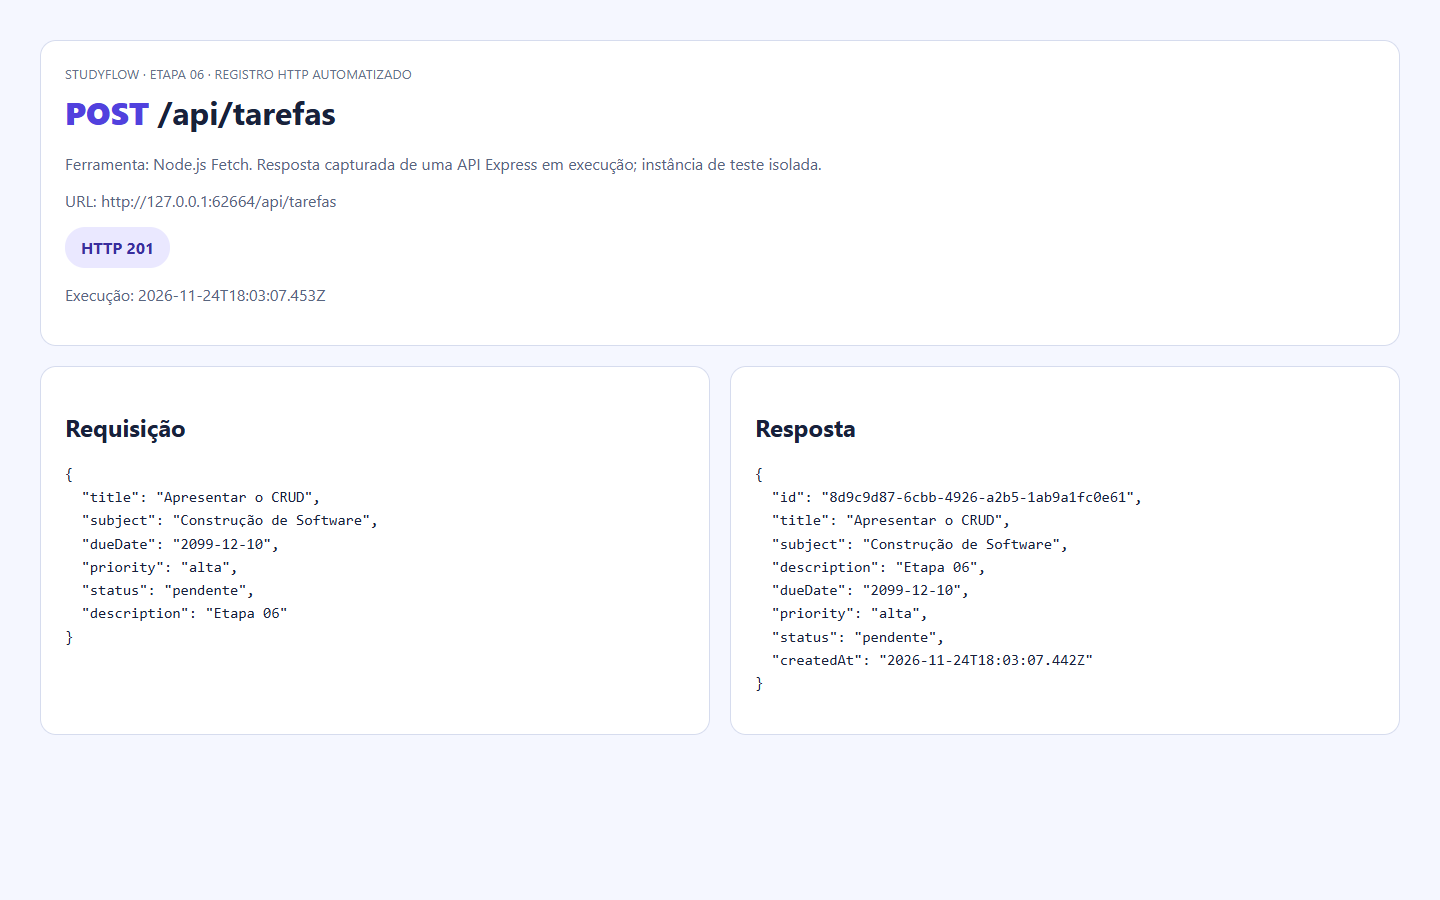 STUDYFLOW · ETAPA 06 · REGISTRO HTTP AUTOMATIZADO
POST /api/tarefas
Ferramenta: Node.js Fetch. Resposta capturada de uma API Express em execução; instância de teste isolada.
URL: http://127.0.0.1:62664/api/tarefas
HTTP 201
Execução: 2026-11-24T18:03:07.453Z
Requisição
{
  "title": "Apresentar o CRUD",
  "subject": "Construção de Software",
  "dueDate": "2099-12-10",
  "priority": "alta",
  "status": "pendente",
  "description": "Etapa 06"
}
Resposta
{
  "id": "8d9c9d87-6cbb-4926-a2b5-1ab9a1fc0e61",
  "title": "Apresentar o CRUD",
  "subject": "Construção de Software",
  "description": "Etapa 06",
  "dueDate": "2099-12-10",
  "priority": "alta",
  "status": "pendente",
  "createdAt": "2026-11-24T18:03:07.442Z"
}